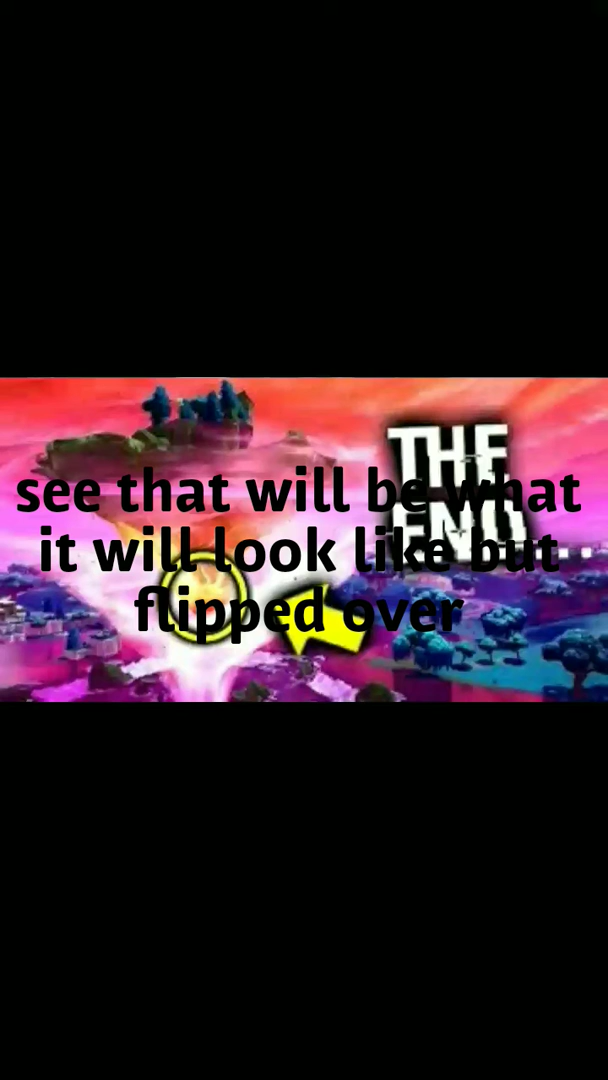 THE
END...
see that will be what
it will look like but
flipped over